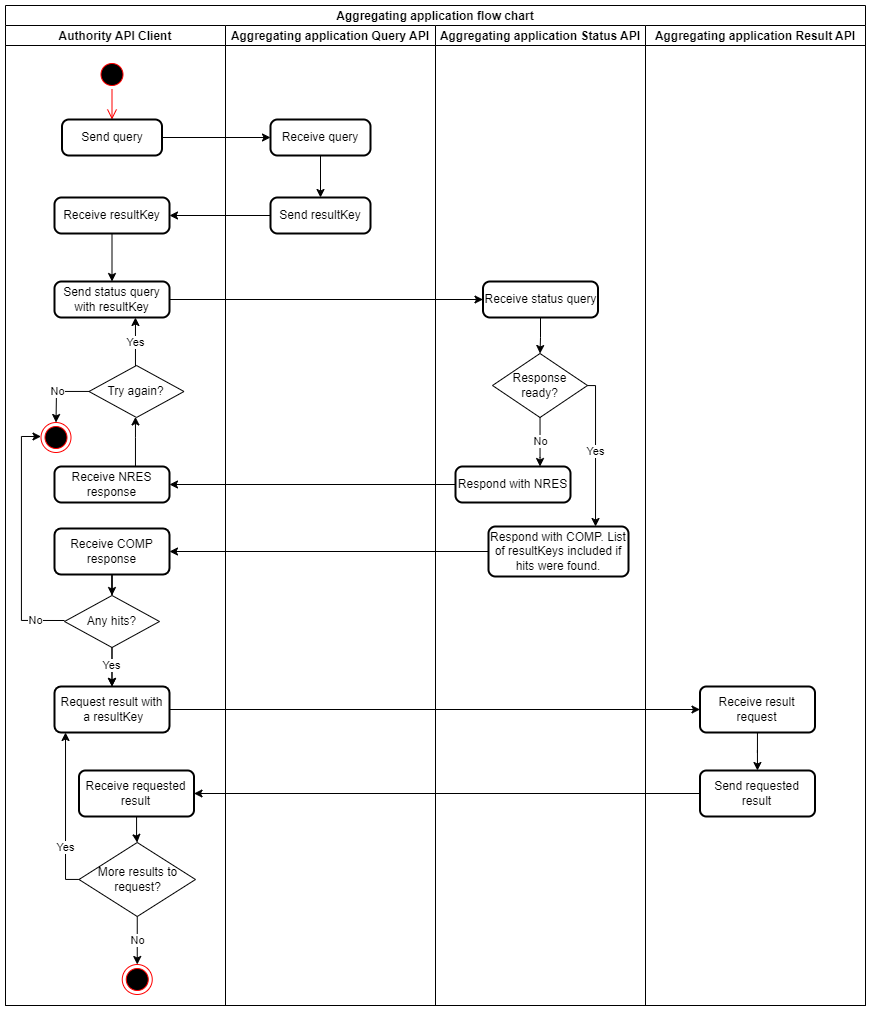 Aggregating application flow chart
Authority API Client
Aggregating application Query API
Aggregating application Status API
Aggregating application Result API
Send query
Receive query
Receive resultKey
Send resultKey
Send status query
with resultKey
Receive status query
Yes
Try again?
No
Response
ready?
No
Yes
Receive NRES
response
Respond with NRES
Receive COMP
response
Respond with COMP. List
of resultKeys included if
hits were found.
Any hits?
No
Yes
Request result with
a resultKey
Receive result
request
Receive requested
result
Send requested
result
Yes
More results to
request?
No